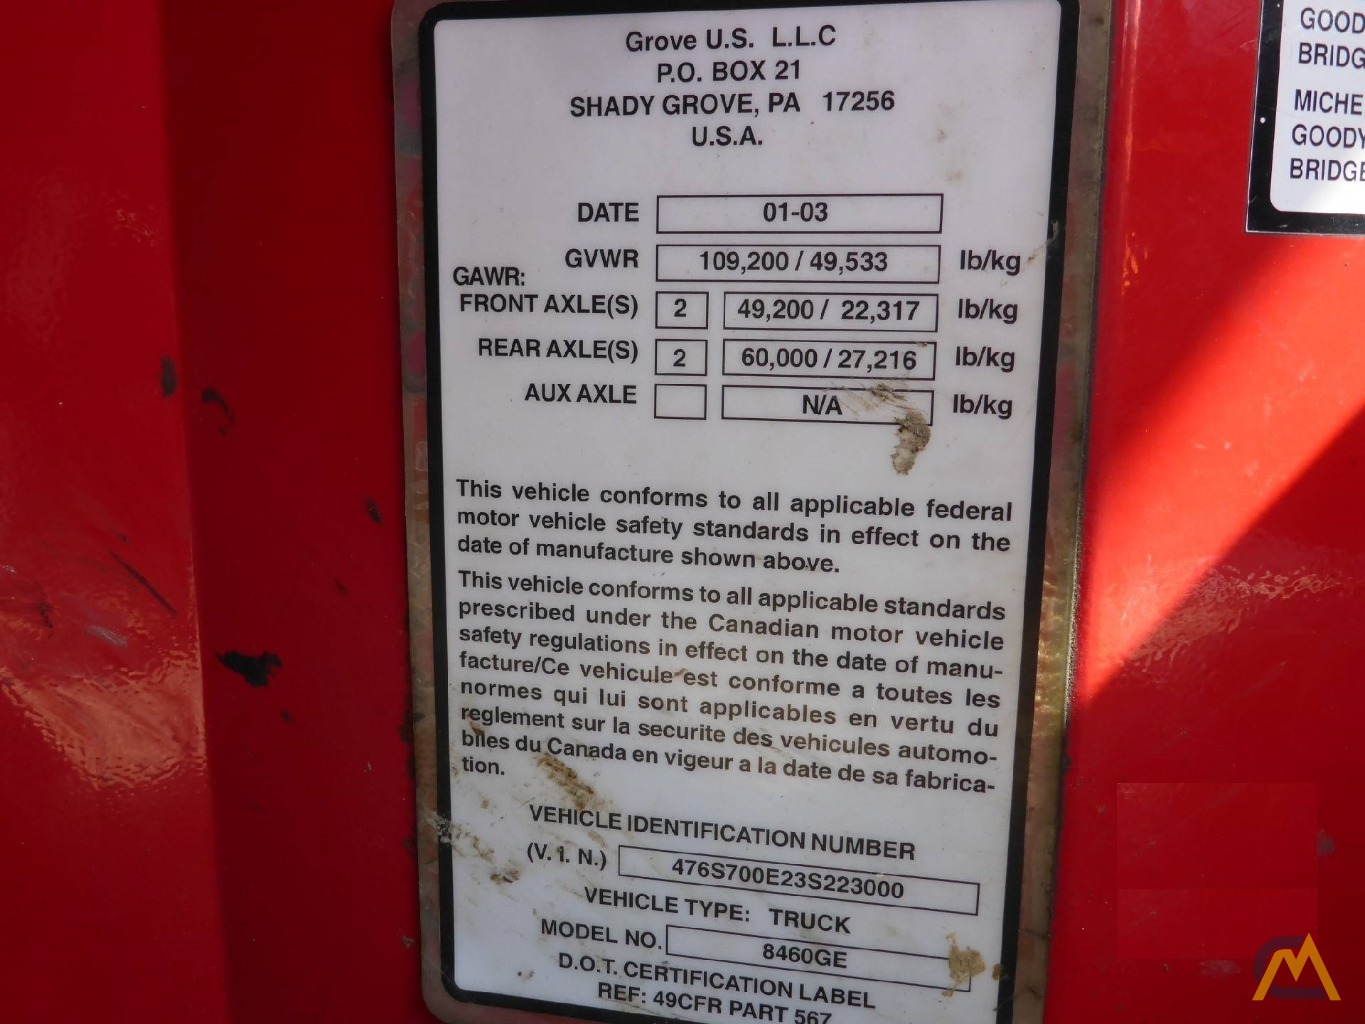 Grove U.S. L.L.C
P.O. BOX 21
SHADY GROVE, PA 17256
U.S.A.
DATE 01-03
GVWR 109,200 / 49,533 lb/kg
GAWR:
FRONT AXLE(S) 2 49,200 / 22,317 lb/kg
REAR AXLE(S) 2 60,000 / 27,216 lb/kg
AUX AXLE N/A lb/kg
This vehicle conforms to all applicable federal
motor vehicle safety standards in effect on the
date of manufacture shown above.
This vehicle conforms to all applicable standards
prescribed under the Canadian motor vehicle
safety regulations in effect on the date of manu-
facture/Ce vehicule est conforme a toutes les
normes qui lui sont applicables en vertu du
reglement sur la securite des vehicules automo-
biles du Canada en vigeur a la date de sa fabrica-
tion.
VEHICLE IDENTIFICATION NUMBER
(V. I. N.) 476S700E23S223000
VEHICLE TYPE: TRUCK
MODEL NO. 8460GE
D.O.T. CERTIFICATION LABEL
REF: 49CFR PART 567
GOOD
BRIDG
MICHE
GOODY
BRIDGE